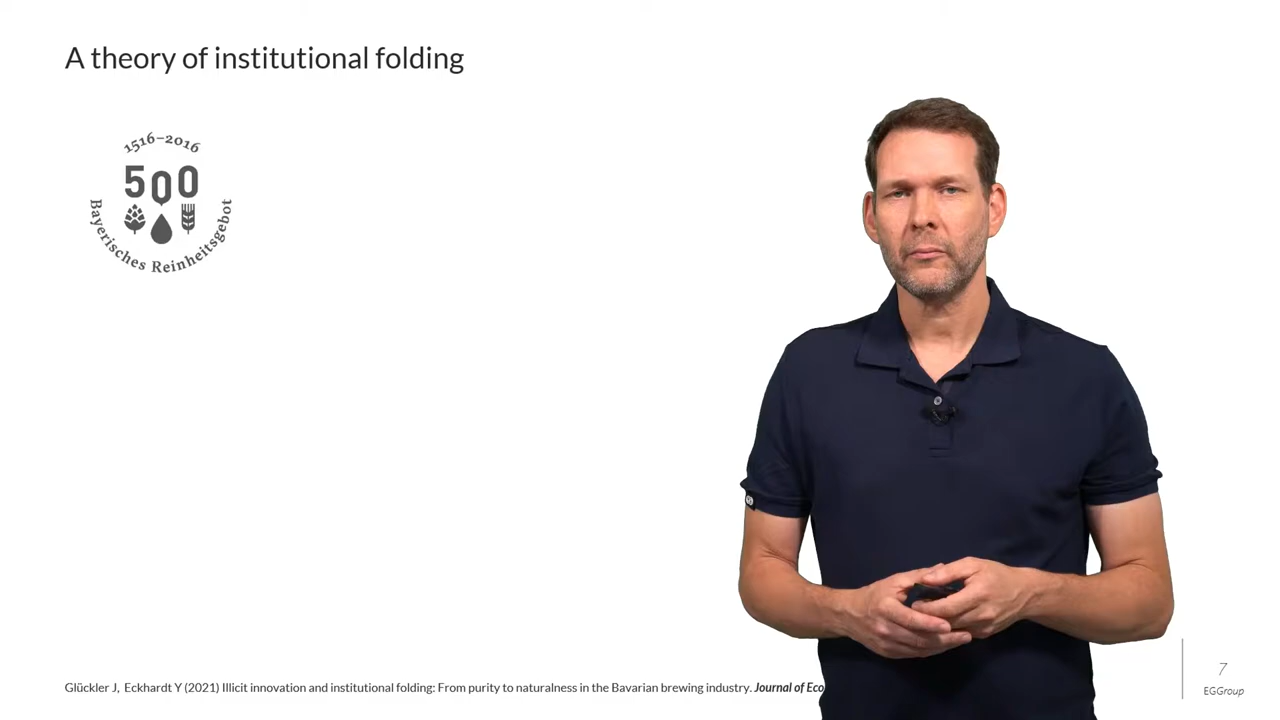 A theory of institutional folding
1516–2016
500
Bayerisches Reinheitsgebot
Glückler J, Eckhardt Y (2021) Illicit innovation and institutional folding: From purity to naturalness in the Bavarian brewing industry. Journal of Eco
7
EGGroup